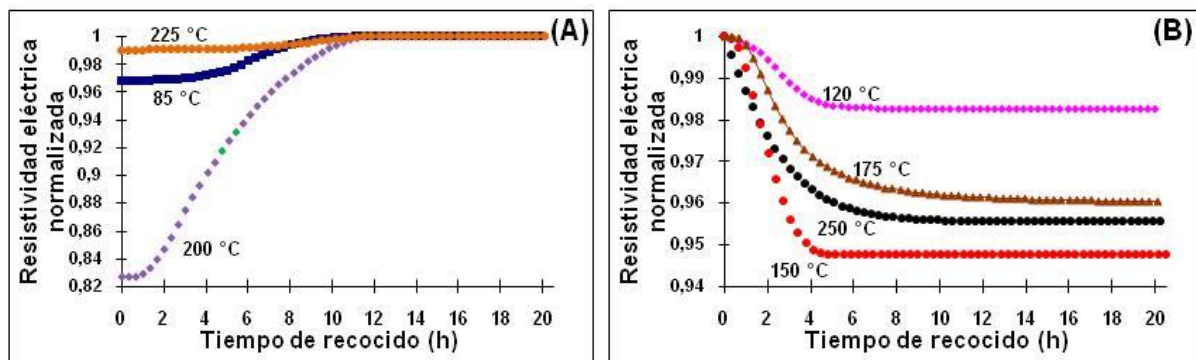 (A)
Resistividad eléctrica
normalizada
1
0,98
0,96
0,94
0,92
0,9
0,88
0,86
0,84
0,82
225 °C
85 °C
200 °C
0 2 4 6 8 10 12 14 16 18 20
Tiempo de recocido (h)
(B)
Resistividad eléctrica
normalizada
1
0,99
0,98
0,97
0,96
0,95
0,94
120 °C
175 °C
250 °C
150 °C
0 2 4 6 8 10 12 14 16 18 20
Tiempo de recocido (h)